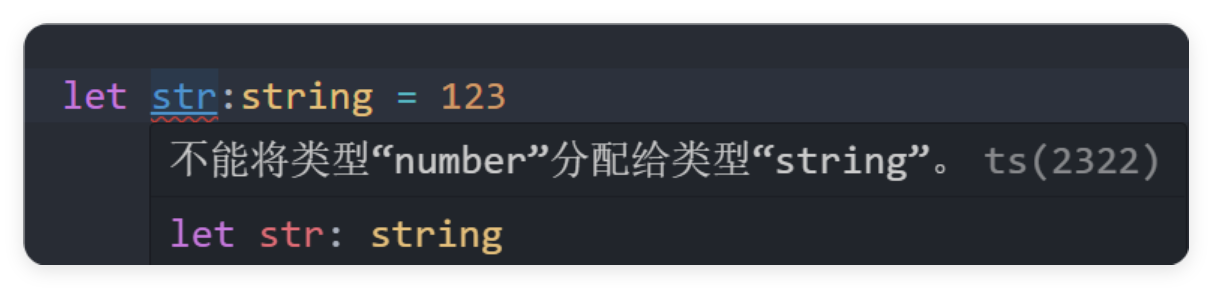 let str:string = 123
不能将类型“number”分配给类型“string”。 ts(2322)
let str: string